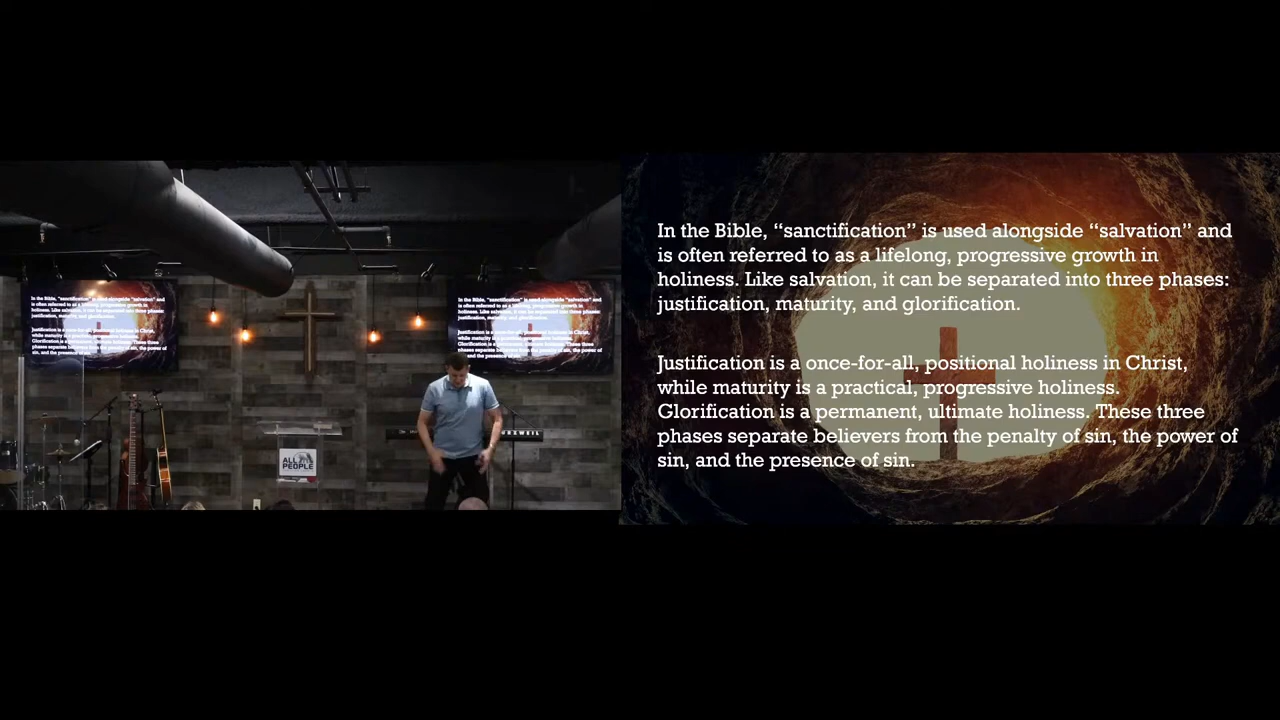 In the Bible, “sanctification” is used alongside “salvation” and
is often referred to as a lifelong, progressive growth in
holiness. Like salvation, it can be separated into three phases:
justification, maturity, and glorification.
Justification is a once-for-all, positional holiness in Christ,
while maturity is a practical, progressive holiness.
Glorification is a permanent, ultimate holiness. These three
phases separate believers from the penalty of sin, the power of
sin, and the presence of sin.
ALL
PEOPLE